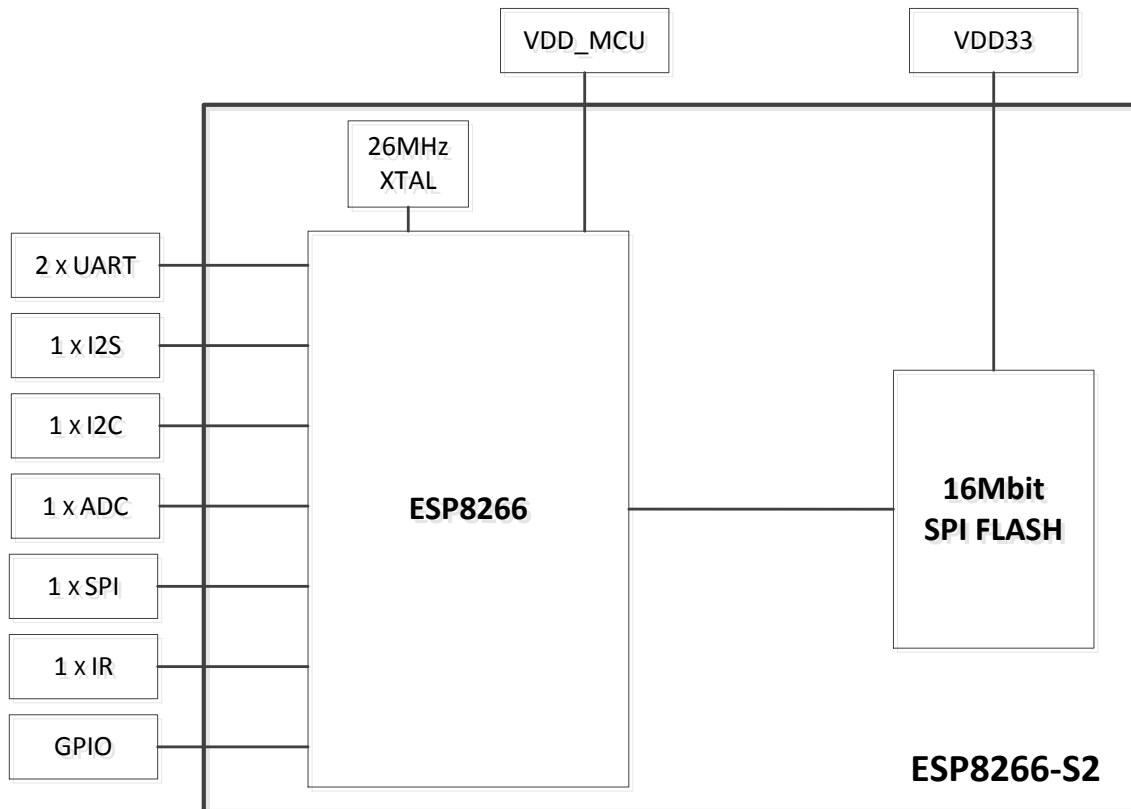 VDD_MCU
VDD33
26MHz
XTAL
2 x UART
1 x I2S
1 x I2C
1 x ADC
1 x SPI
1 x IR
GPIO
ESP8266
16Mbit
SPI FLASH
ESP8266-S2